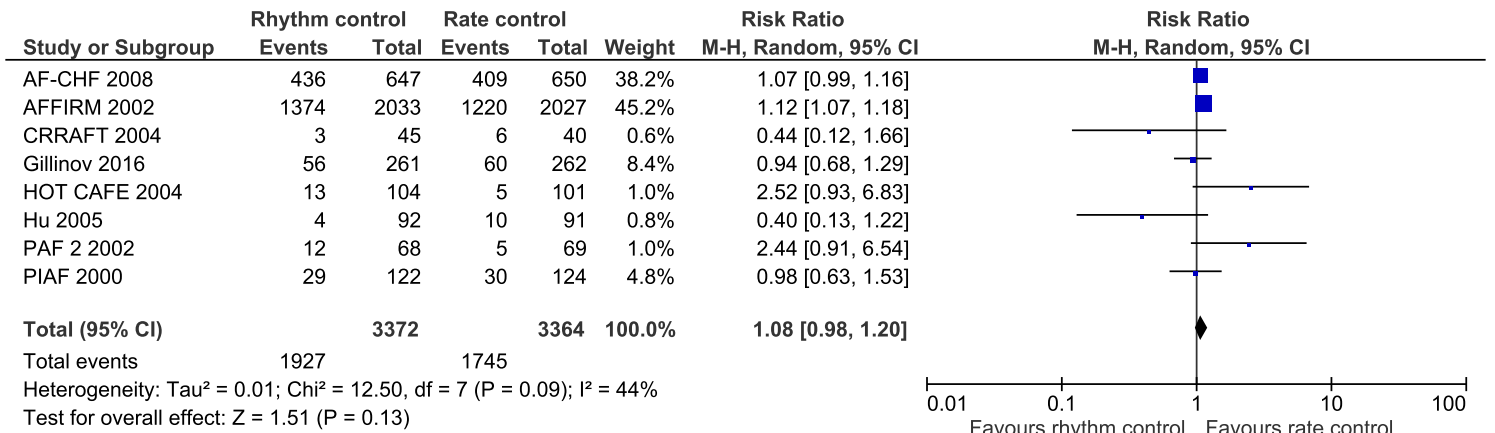 Rhythm control Rate control Risk Ratio Risk Ratio
Study or Subgroup Events Total Events Total Weight M-H, Random, 95% CI M-H, Random, 95% CI
AF-CHF 2008 436 647 409 650 38.2% 1.07 [0.99, 1.16]
AFFIRM 2002 1374 2033 1220 2027 45.2% 1.12 [1.07, 1.18]
CRRAFT 2004 3 45 6 40 0.6% 0.44 [0.12, 1.66]
Gillinov 2016 56 261 60 262 8.4% 0.94 [0.68, 1.29]
HOT CAFE 2004 13 104 5 101 1.0% 2.52 [0.93, 6.83]
Hu 2005 4 92 10 91 0.8% 0.40 [0.13, 1.22]
PAF 2 2002 12 68 5 69 1.0% 2.44 [0.91, 6.54]
PIAF 2000 29 122 30 124 4.8% 0.98 [0.63, 1.53]
Total (95% CI) 3372 3364 100.0% 1.08 [0.98, 1.20]
Total events 1927 1745
Heterogeneity: Tau² = 0.01; Chi² = 12.50, df = 7 (P = 0.09); I² = 44%
Test for overall effect: Z = 1.51 (P = 0.13)
0.01 0.1 1 10 100
Favours rhythm control Favours rate control